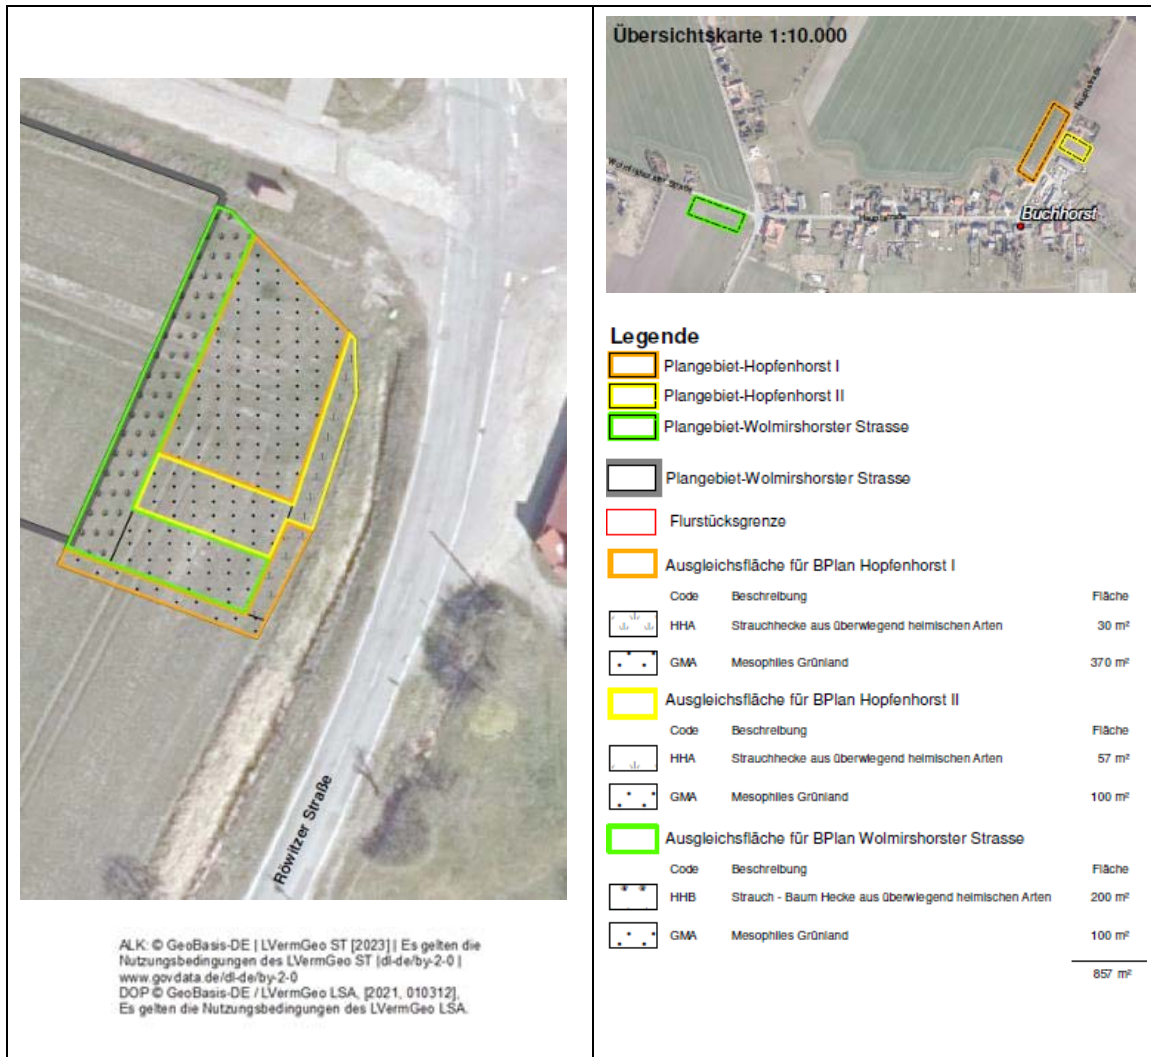 Röwitzer Straße
ALK: © GeoBasis-DE | LVermGeo ST [2023] | Es gelten die
Nutzungsbedingungen des LVermGeo ST (dl-de/by-2-0 |
www.govdata.de/dl-de/by-2-0
DOP © GeoBasis-DE / LVermGeo LSA, [2021, 010312],
Es gelten die Nutzungsbedingungen des LVermGeo LSA.
Übersichtskarte 1:10.000
Hauptstraße
Wolmirshorster Straße
Hauptstraße
Buchhorst
Legende
Plangebiet-Hopfenhorst I
Plangebiet-Hopfenhorst II
Plangebiet-Wolmirshorster Strasse
Plangebiet-Wolmirshorster Strasse
Flurstücksgrenze
Ausgleichsfläche für BPlan Hopfenhorst I
Code Beschreibung Fläche
HHA Strauchhecke aus überwiegend heimischen Arten 30 m²
GMA Mesophiles Grünland 370 m²
Ausgleichsfläche für BPlan Hopfenhorst II
Code Beschreibung Fläche
HHA Strauchhecke aus überwiegend heimischen Arten 57 m²
GMA Mesophiles Grünland 100 m²
Ausgleichsfläche für BPlan Wolmirshorster Strasse
Code Beschreibung Fläche
HHB Strauch - Baum Hecke aus überwiegend heimischen Arten 200 m²
GMA Mesophiles Grünland 100 m²
857 m²